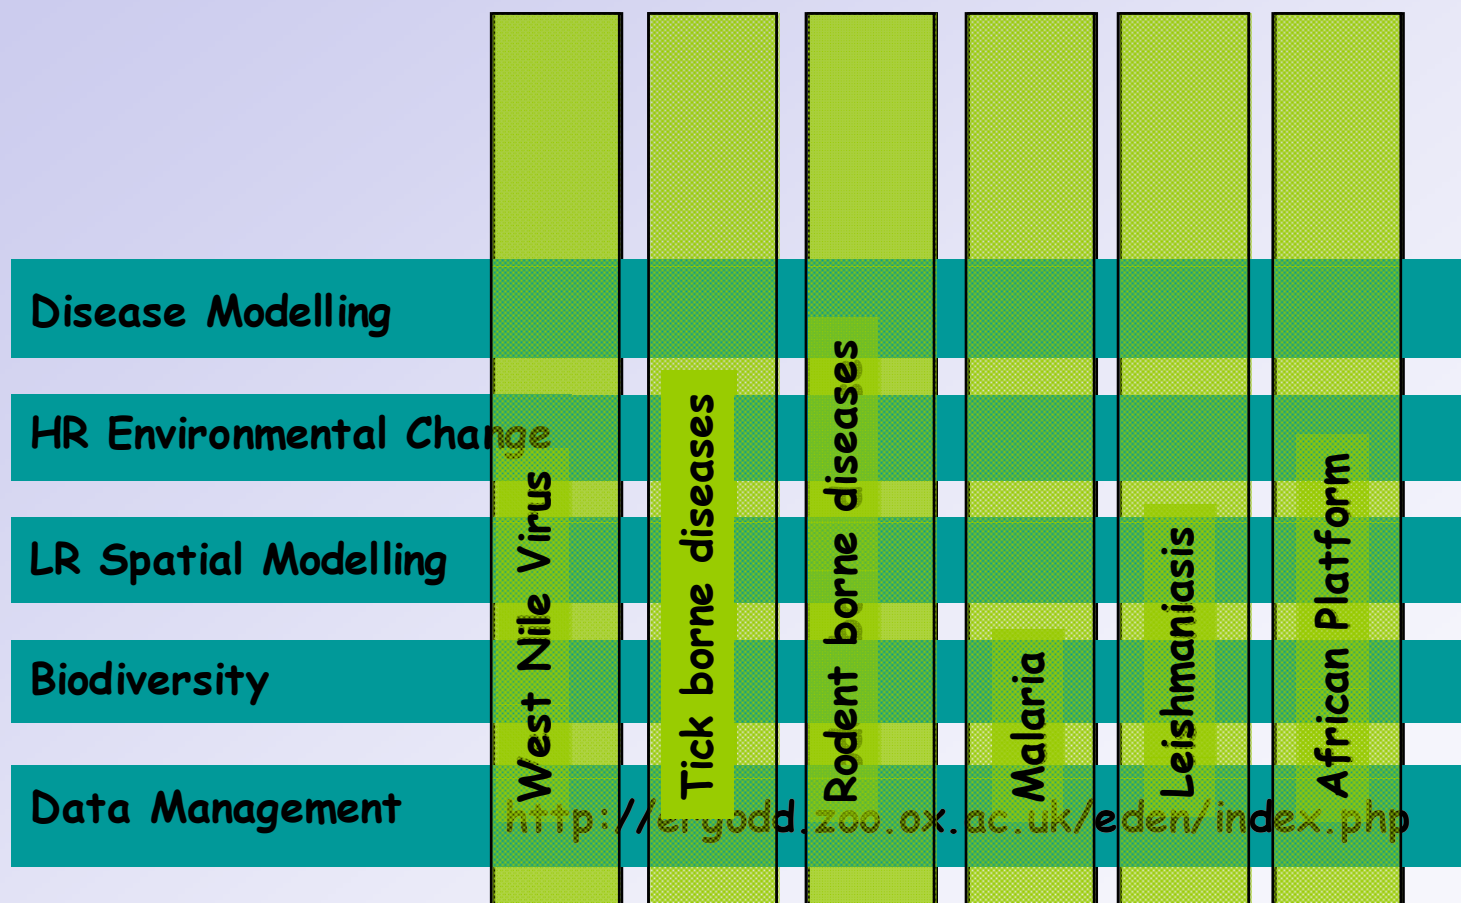 Disease Modelling
HR Environmental Change
LR Spatial Modelling
Biodiversity
Data Management
West Nile Virus
Tick borne diseases
Rodent borne diseases
Malaria
Leishmaniasis
African Platform
http://ergodd.zoo.ox.ac.uk/eden/index.php